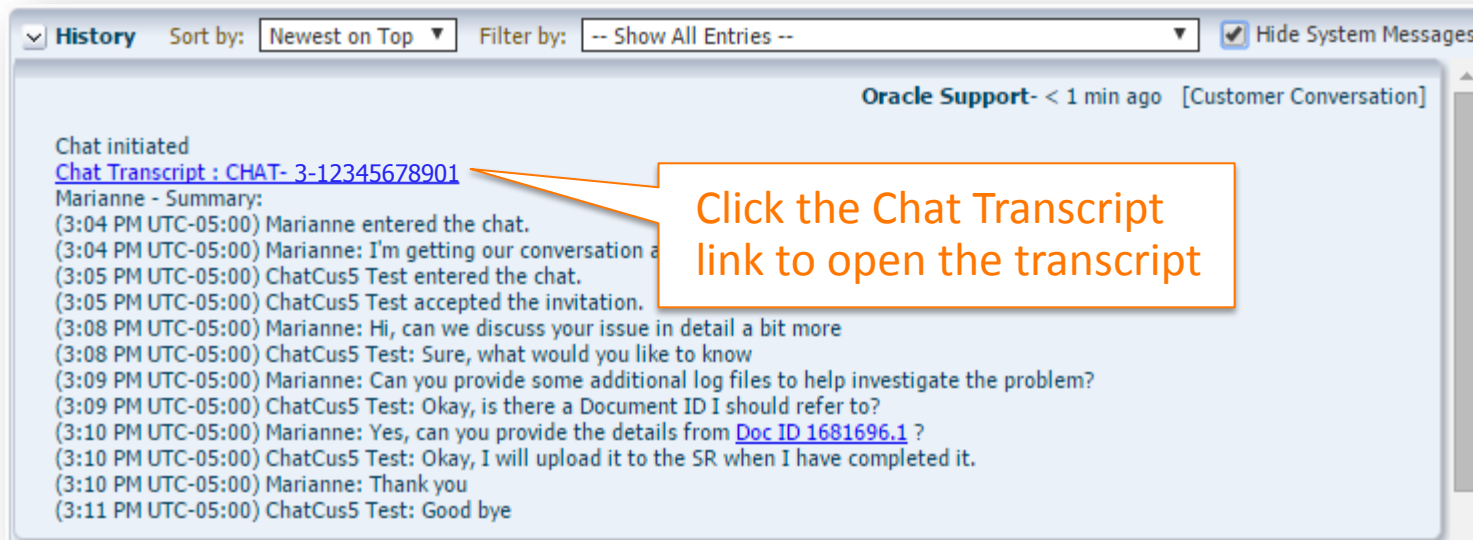 History Sort by: Newest on Top Filter by: -- Show All Entries -- Hide System Messages
Oracle Support- < 1 min ago [Customer Conversation]
Chat initiated
Chat Transcript : CHAT- 3-12345678901
Marianne - Summary:
(3:04 PM UTC-05:00) Marianne entered the chat.
(3:04 PM UTC-05:00) Marianne: I'm getting our conversation
(3:05 PM UTC-05:00) ChatCus5 Test entered the chat.
(3:05 PM UTC-05:00) ChatCus5 Test accepted the invitation.
(3:08 PM UTC-05:00) Marianne: Hi, can we discuss your issue in detail a bit more
(3:08 PM UTC-05:00) ChatCus5 Test: Sure, what would you like to know
(3:09 PM UTC-05:00) Marianne: Can you provide some additional log files to help investigate the problem?
(3:09 PM UTC-05:00) ChatCus5 Test: Okay, is there a Document ID I should refer to?
(3:10 PM UTC-05:00) Marianne: Yes, can you provide the details from Doc ID 1681696.1 ?
(3:10 PM UTC-05:00) ChatCus5 Test: Okay, I will upload it to the SR when I have completed it.
(3:10 PM UTC-05:00) Marianne: Thank you
(3:11 PM UTC-05:00) ChatCus5 Test: Good bye
Click the Chat Transcript
link to open the transcript